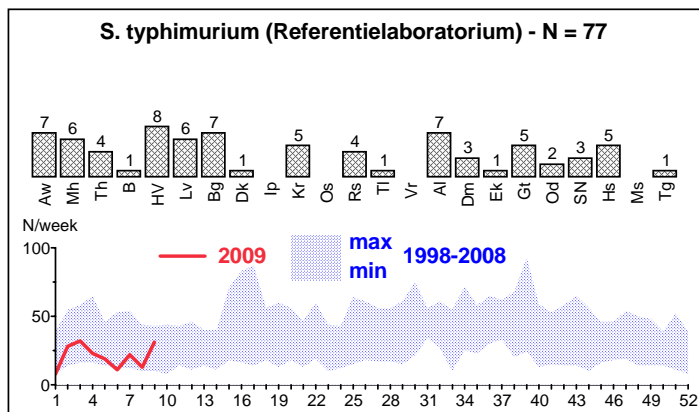 S. typhimurium (Referentielaboratorium) - N = 77
7 6 4 1 8 6 7 1 5 4 1 7 3 1 5 2 3 5 1
Aw Mh Th B HV Lv Bg Dk Ip Kr Os Rs Tl Vr Al Dm Ek Gt Od SN Hs Ms Tg
N/week
100
2009
max
min
1998-2008
50
0
1 4 7 10 13 16 19 22 25 28 31 34 37 40 43 46 49 52